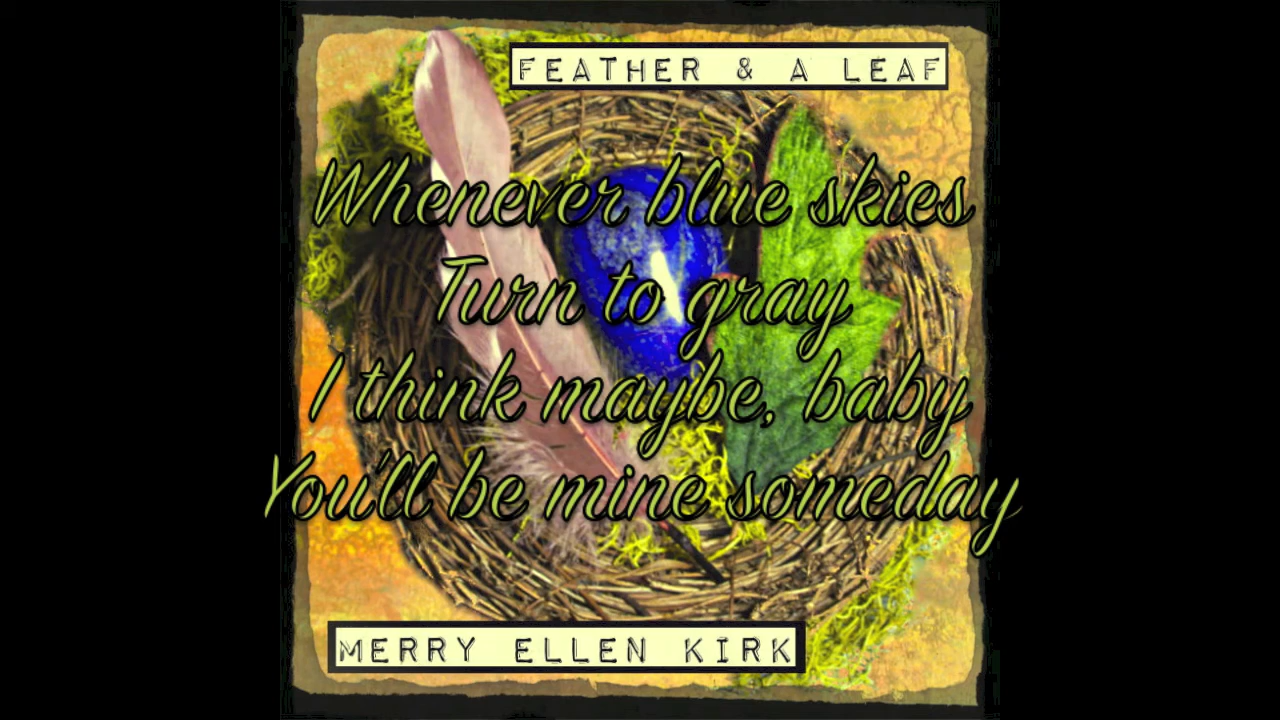 FEATHER & A LEAF
Whenever blue skies
Turn to gray
I think maybe, baby
You'll be mine someday
MERRY ELLEN KIRK